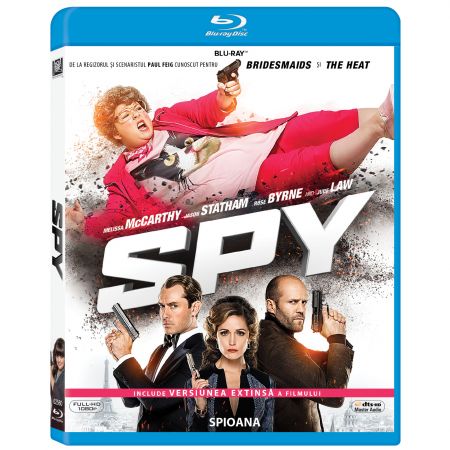 Blu-ray Disc
BLU-RAY™
DE LA REGIZORUL ȘI SCENARISTUL PAUL FEIG CUNOSCUT PENTRU BRIDESMAIDS ȘI THE HEAT
MELISSA McCARTHY JASON STATHAM ROSE BYRNE AND JUDE LAW
SPY
INCLUDE VERSIUNEA EXTINSĂ A FILMULUI
SPIOANA
FULL-HD
1080p
dts-HD
Master Audio
FOX
SPY